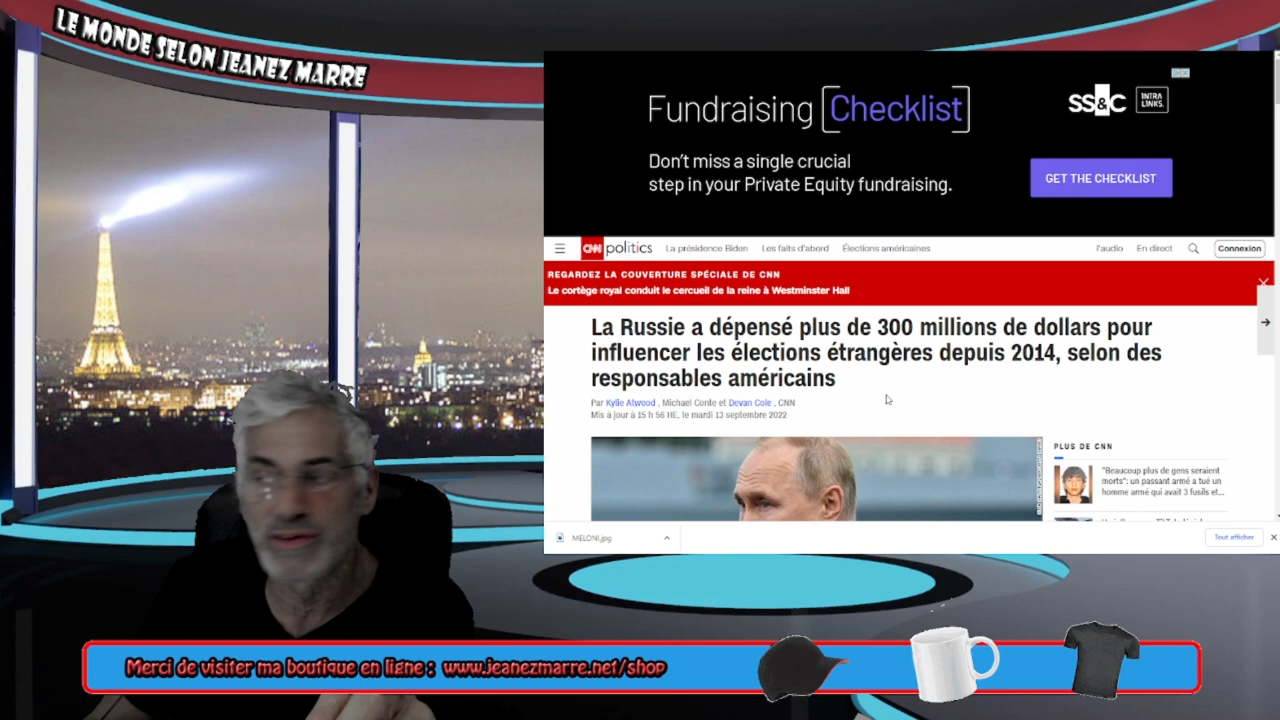 LE MONDE SELON JEANEZ MARRE
Fundraising [Checklist]
SS&C
INTRA
LINKS.
Don't miss a single crucial
step in your Private Equity fundraising.
GET THE CHECKLIST
CNN politics La présidence Biden Les faits d'abord Élections américaines l'audio En direct Connexion
REGARDEZ LA COUVERTURE SPÉCIALE DE CNN
Le cortège royal conduit le cercueil de la reine à Westminster Hall
La Russie a dépensé plus de 300 millions de dollars pour
influencer les élections étrangères depuis 2014, selon des
responsables américains
Par Kylie Atwood , Michael Conte et Devan Cole , CNN
Mis à jour à 15 h 56 HE, le mardi 13 septembre 2022
PLUS DE CNN
"Beaucoup plus de gens seraient
morts": un passant armé a tué un
homme armé qui avait 3 fusils et...
MELONI.jpg
Tout afficher
Merci de visiter ma boutique en ligne : www.jeanezmarre.net/shop